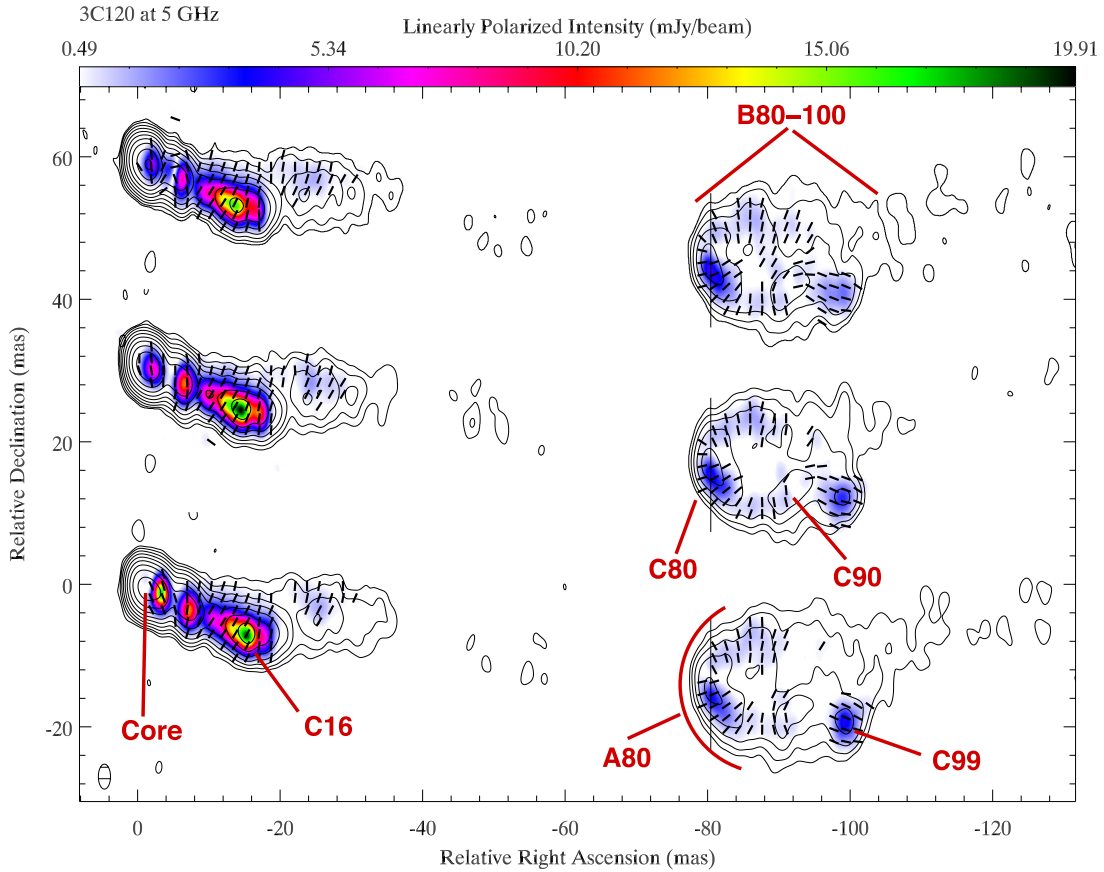 3C120 at 5 GHz
Linearly Polarized Intensity (mJy/beam)
0.49 5.34 10.20 15.06 19.91
B80–100
60
40
20
C80
C90
0
Core
C16
A80
C99
-20
0 -20 -40 -60 -80 -100 -120
Relative Right Ascension (mas)
Relative Declination (mas)